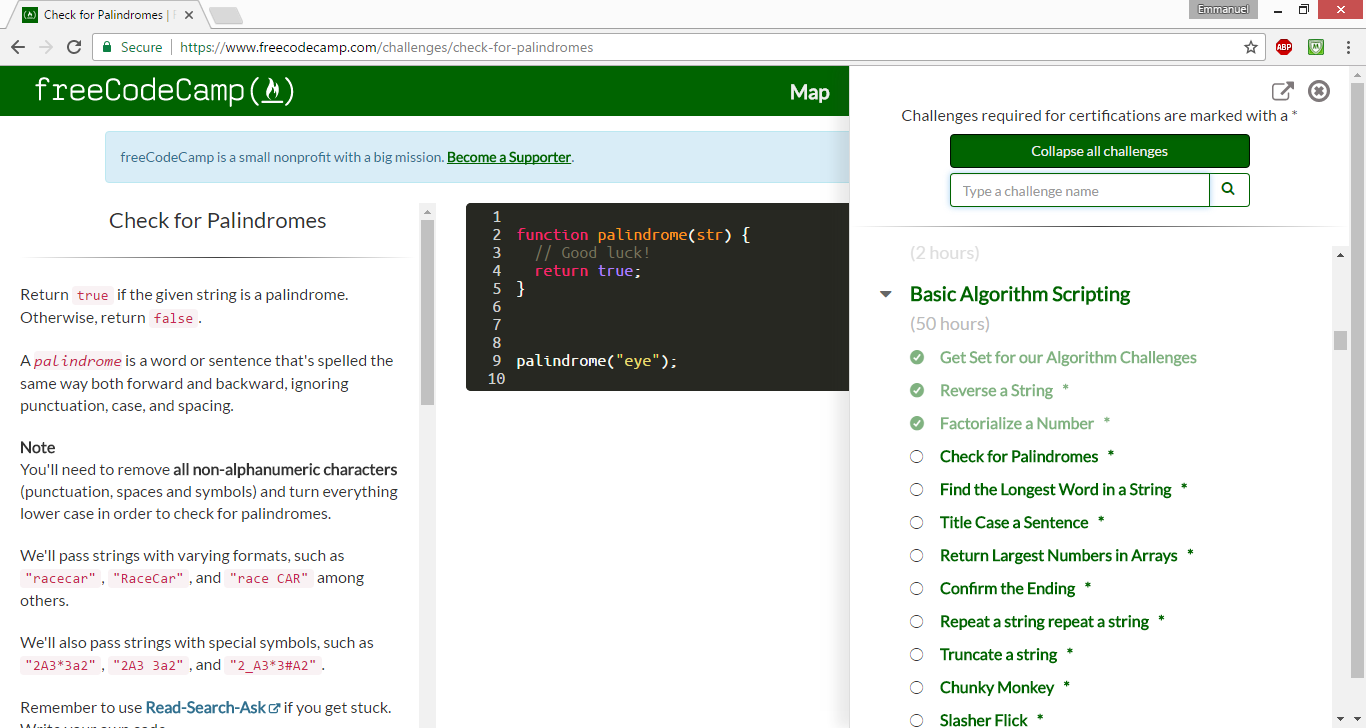 Check for Palindromes |
Emmanuel
Secure
https://www.freecodecamp.com/challenges/check-for-palindromes
ABP
freeCodeCamp(
)
Map
freeCodeCamp is a small nonprofit with a big mission. Become a Supporter.
Check for Palindromes
Return true if the given string is a palindrome.
Otherwise, return false.
A palindrome is a word or sentence that's spelled the
same way both forward and backward, ignoring
punctuation, case, and spacing.
Note
You'll need to remove all non-alphanumeric characters
(punctuation, spaces and symbols) and turn everything
lower case in order to check for palindromes.
We'll pass strings with varying formats, such as
"racecar", "RaceCar", and "race CAR" among
others.
We'll also pass strings with special symbols, such as
"2A3*3a2", "2A3 3a2", and "2_A3*3#A2".
Remember to use Read-Search-Ask if you get stuck.
Write your own code.
1
2 function palindrome(str) {
3 // Good luck!
4 return true;
5 }
6
7
8
9 palindrome("eye");
10
Challenges required for certifications are marked with a *
Collapse all challenges
Type a challenge name
(2 hours)
Basic Algorithm Scripting
(50 hours)
Get Set for our Algorithm Challenges
Reverse a String *
Factorialize a Number *
Check for Palindromes *
Find the Longest Word in a String *
Title Case a Sentence *
Return Largest Numbers in Arrays *
Confirm the Ending *
Repeat a string repeat a string *
Truncate a string *
Chunky Monkey *
Slasher Flick *